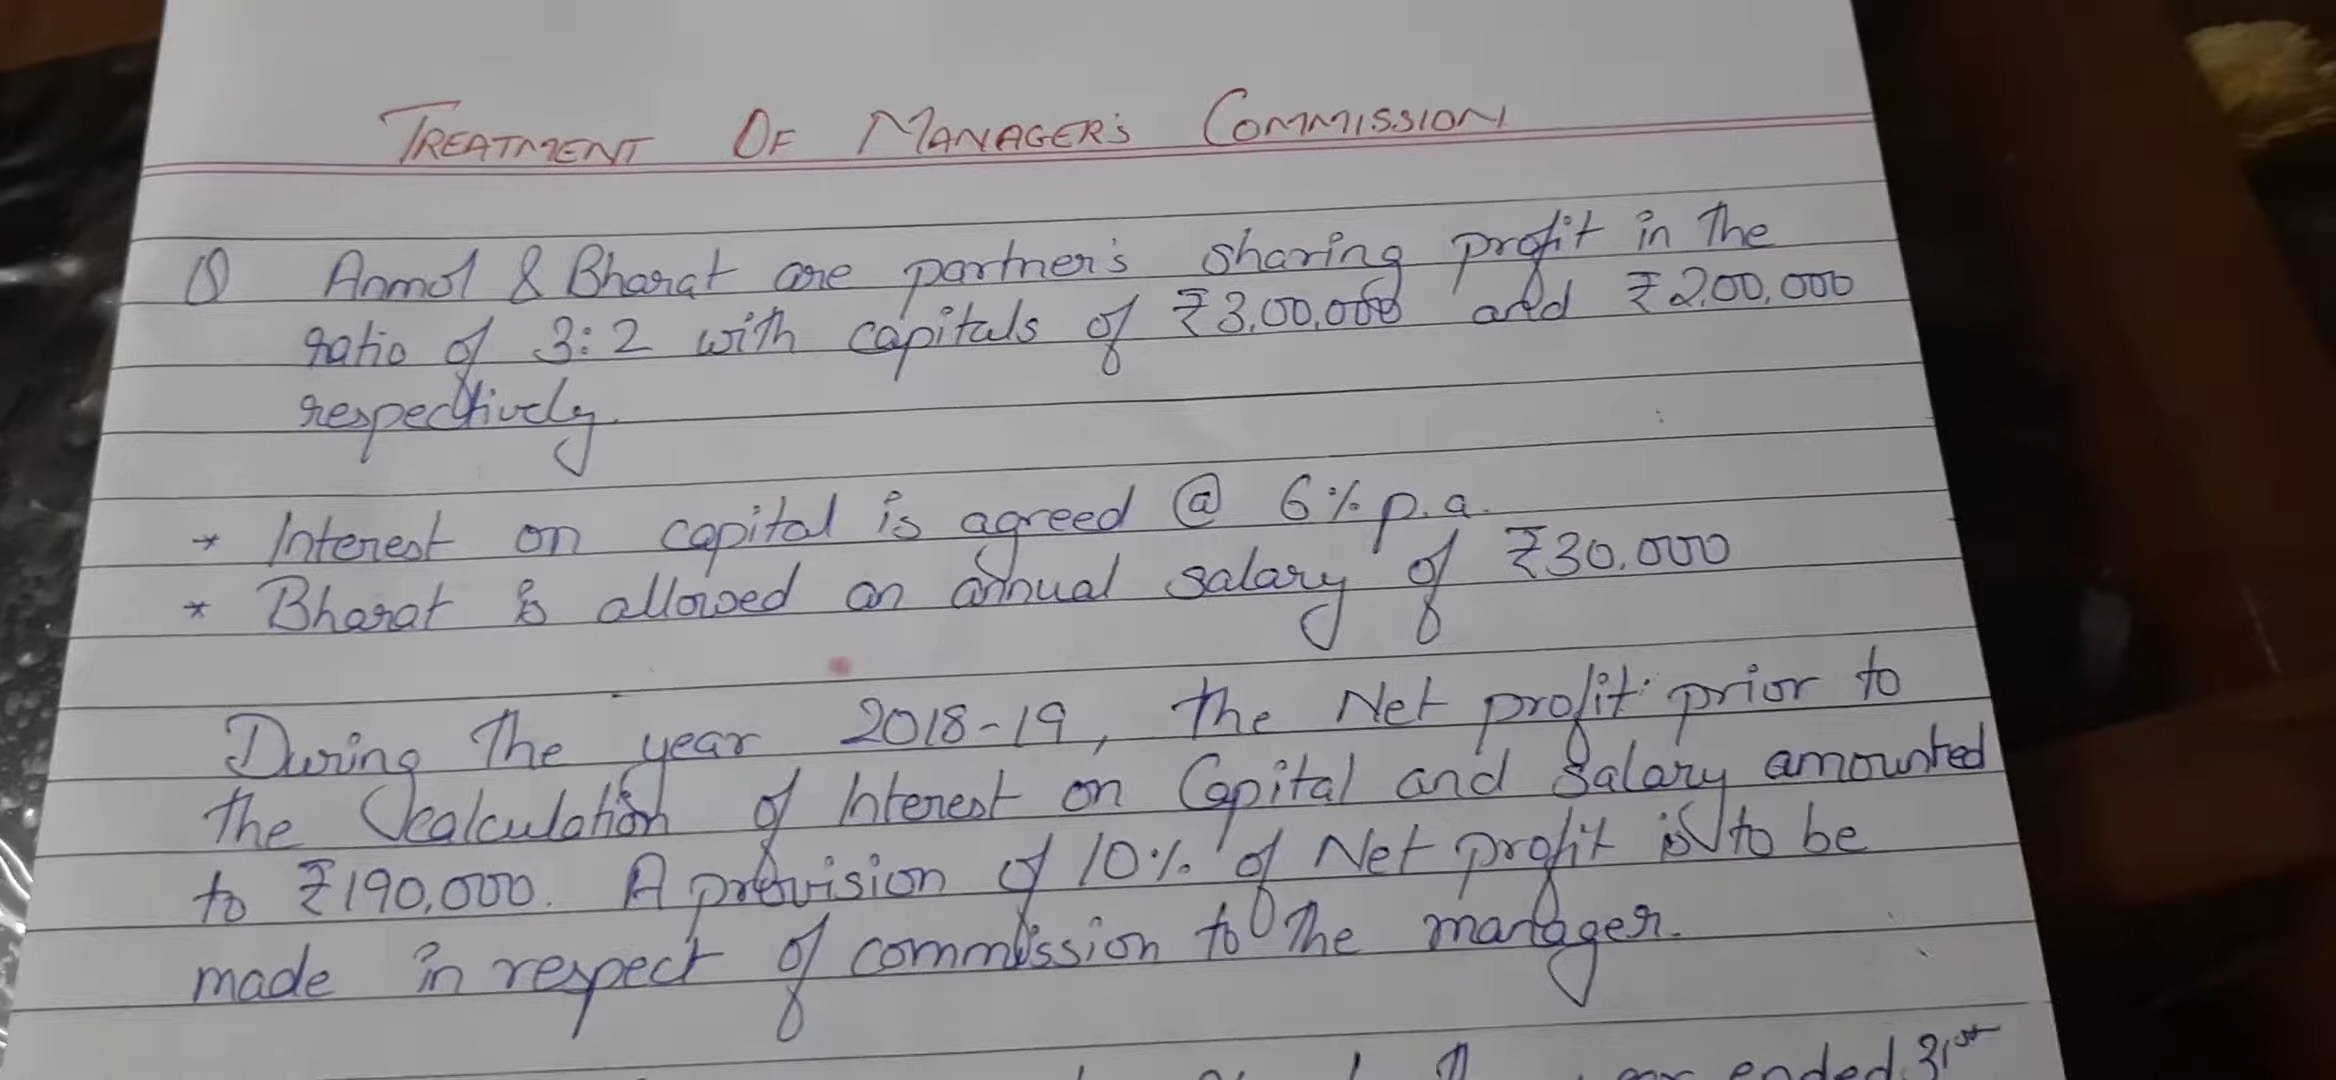 TREATMENT OF MANAGER'S COMMISSION
1) Anmol & Bharat are partner's sharing profit in the
ratio of 3:2 with capitals of ₹3,00,000 and ₹2,00,000
respectively.
* Interest on capital is agreed @ 6% p.a.
* Bharat is allowed an annual salary of ₹30,000
During the year 2018-19, the Net profit prior to
the calculation of Interest on Capital and Salary amounted
to ₹190,000. A provision of 10% of Net profit is to be
made in respect of commission to the manager.
ended 31st